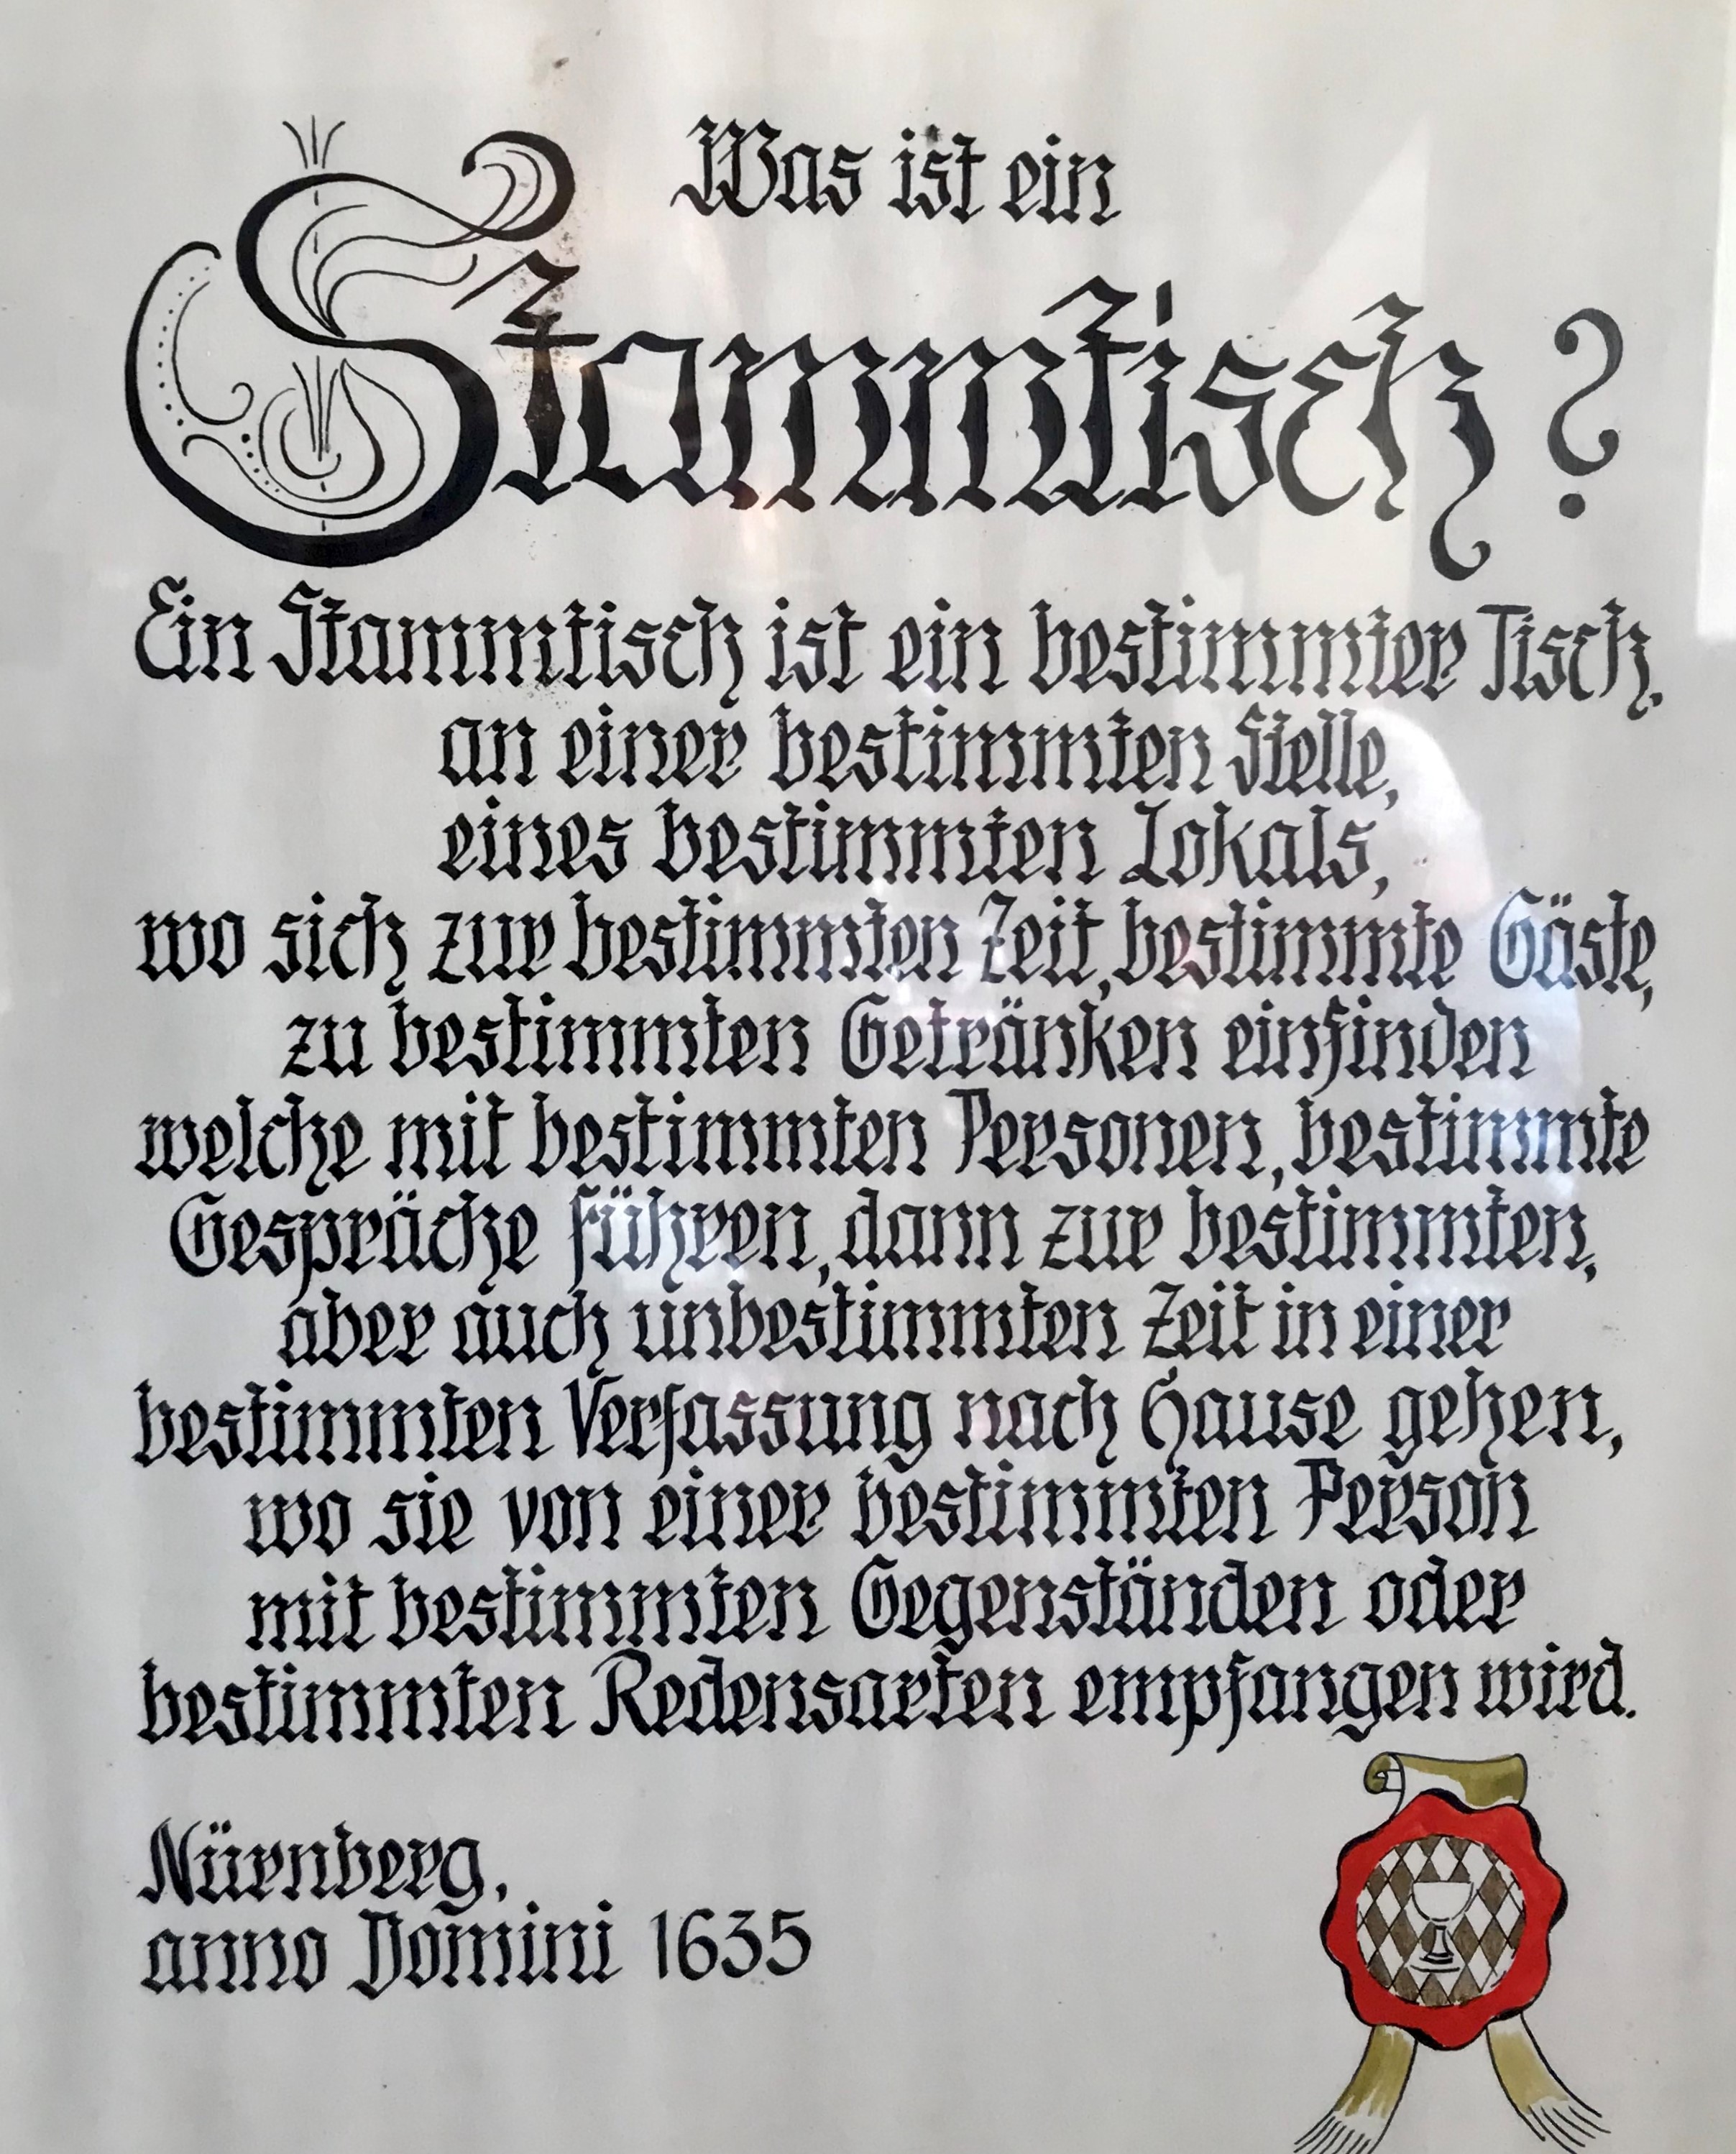 Was ist ein
Stammtisch?
Ein Stammtisch ist ein bestimmter Tisch,
an einer bestimmten Stelle,
eines bestimmten Lokals,
wo sich zur bestimmten Zeit, bestimmte Gäste,
zu bestimmten Getränken einfinden
welche mit bestimmten Personen, bestimmte
Gespräche führen, dann zur bestimmten,
aber auch unbestimmten Zeit in einer
bestimmten Verfassung nach Hause gehen,
wo sie von einer bestimmten Person
mit bestimmten Gegenständen oder
bestimmten Redensarten empfangen wird.
Nürnberg,
anno Domini 1635